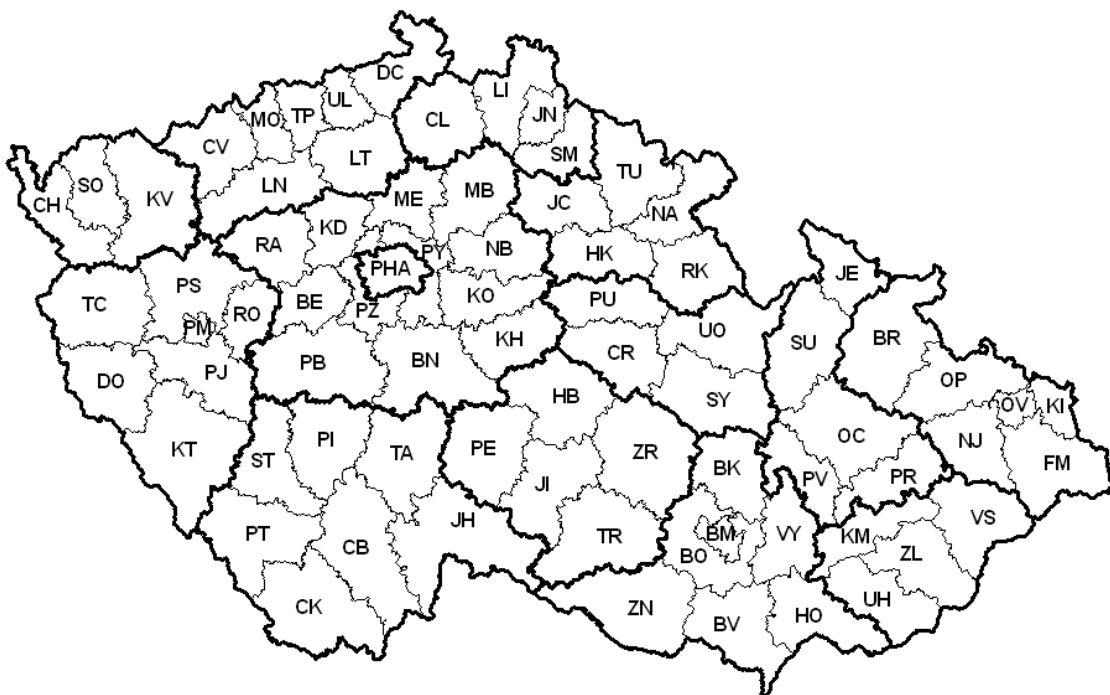 DC
LI
UL
MO
TP
CL
JN
CV
LT
SM
TU
SO
LN
MB
CH
KV
ME
JC
NA
KD
RA
PY
NB
HK
RK
PHA
JE
PS
TC
BE
KO
PU
RO
PZ
UO
PM
KH
CR
SU
BR
PB
BN
DO
PJ
OP
HB
SY
OV
KI
PI
OC
KT
ST
TA
PE
ZR
NJ
FM
BK
JI
PV
PR
JH
VS
PT
TR
BM
VY
KM
CB
BO
ZL
UH
CK
ZN
HO
BV